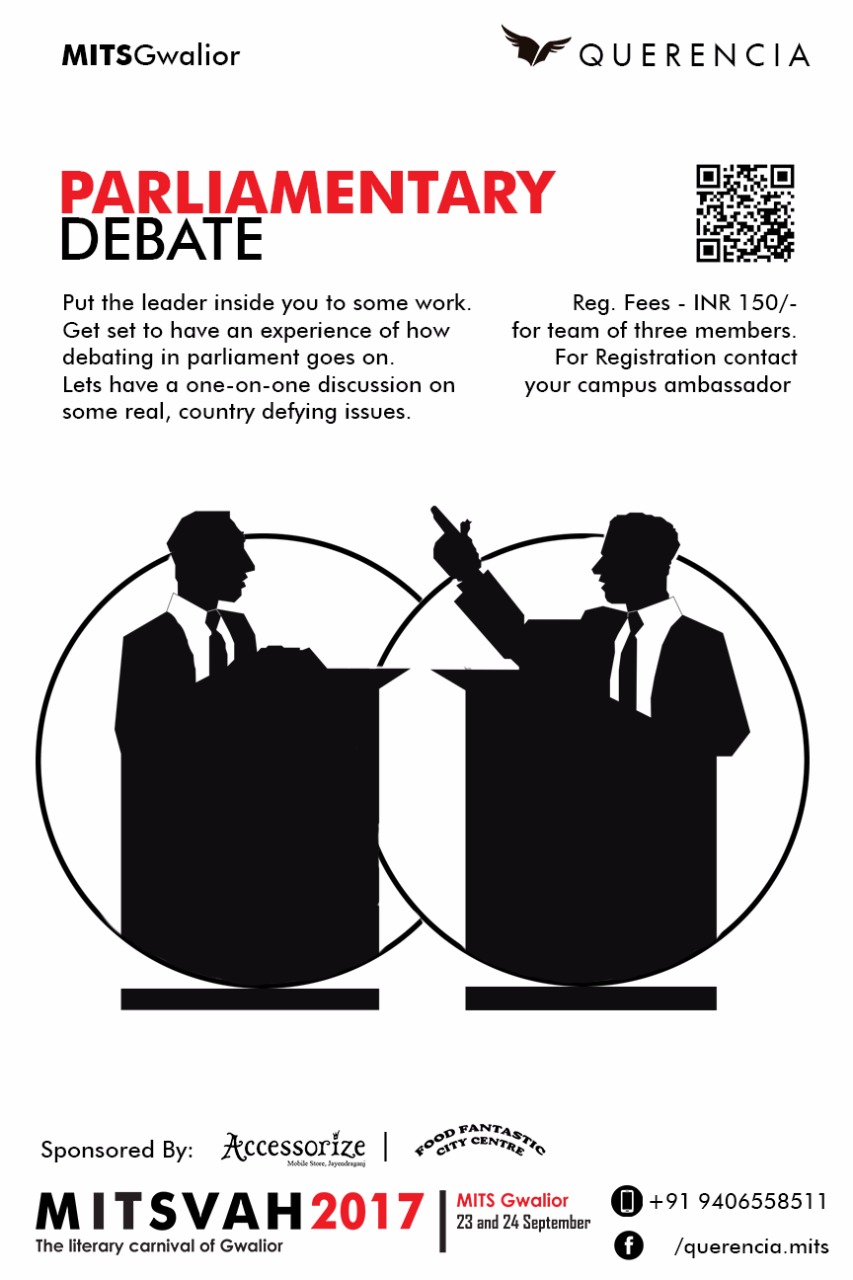 MITSGwalior
QUERENCIA
PARLIAMENTARY
DEBATE
Put the leader inside you to some work.
Get set to have an experience of how
debating in parliament goes on.
Lets have a one-on-one discussion on
some real, country defying issues.
Reg. Fees - INR 150/-
for team of three members.
For Registration contact
your campus ambassador
Sponsored By:
Accessorize
Mobile Store, Jayendraganj
FOOD FANTASTIC
CITY CENTRE
MITSVAH 2017
The literary carnival of Gwalior
MITS Gwalior
23 and 24 September
+91 9406558511
/querencia.mits